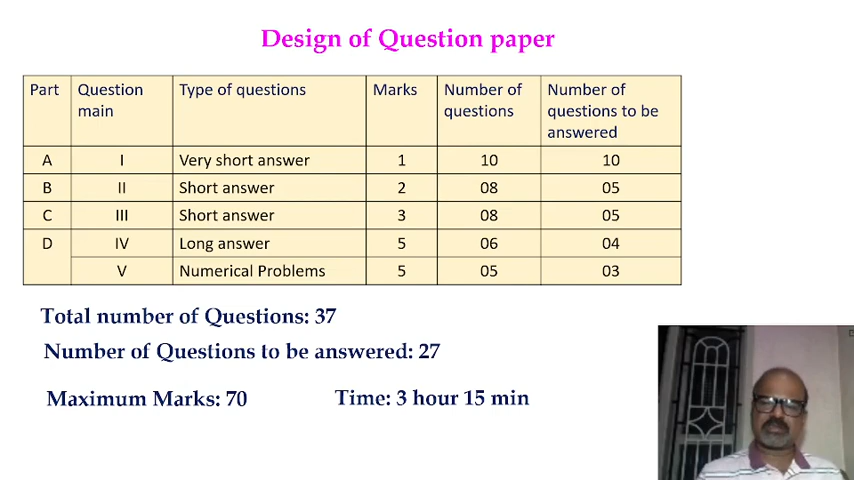 Design of Question paper
Part Question main Type of questions Marks Number of questions Number of questions to be answered
A I Very short answer 1 10 10
B II Short answer 2 08 05
C III Short answer 3 08 05
D IV Long answer 5 06 04
V Numerical Problems 5 05 03
Total number of Questions: 37
Number of Questions to be answered: 27
Maximum Marks: 70 Time: 3 hour 15 min